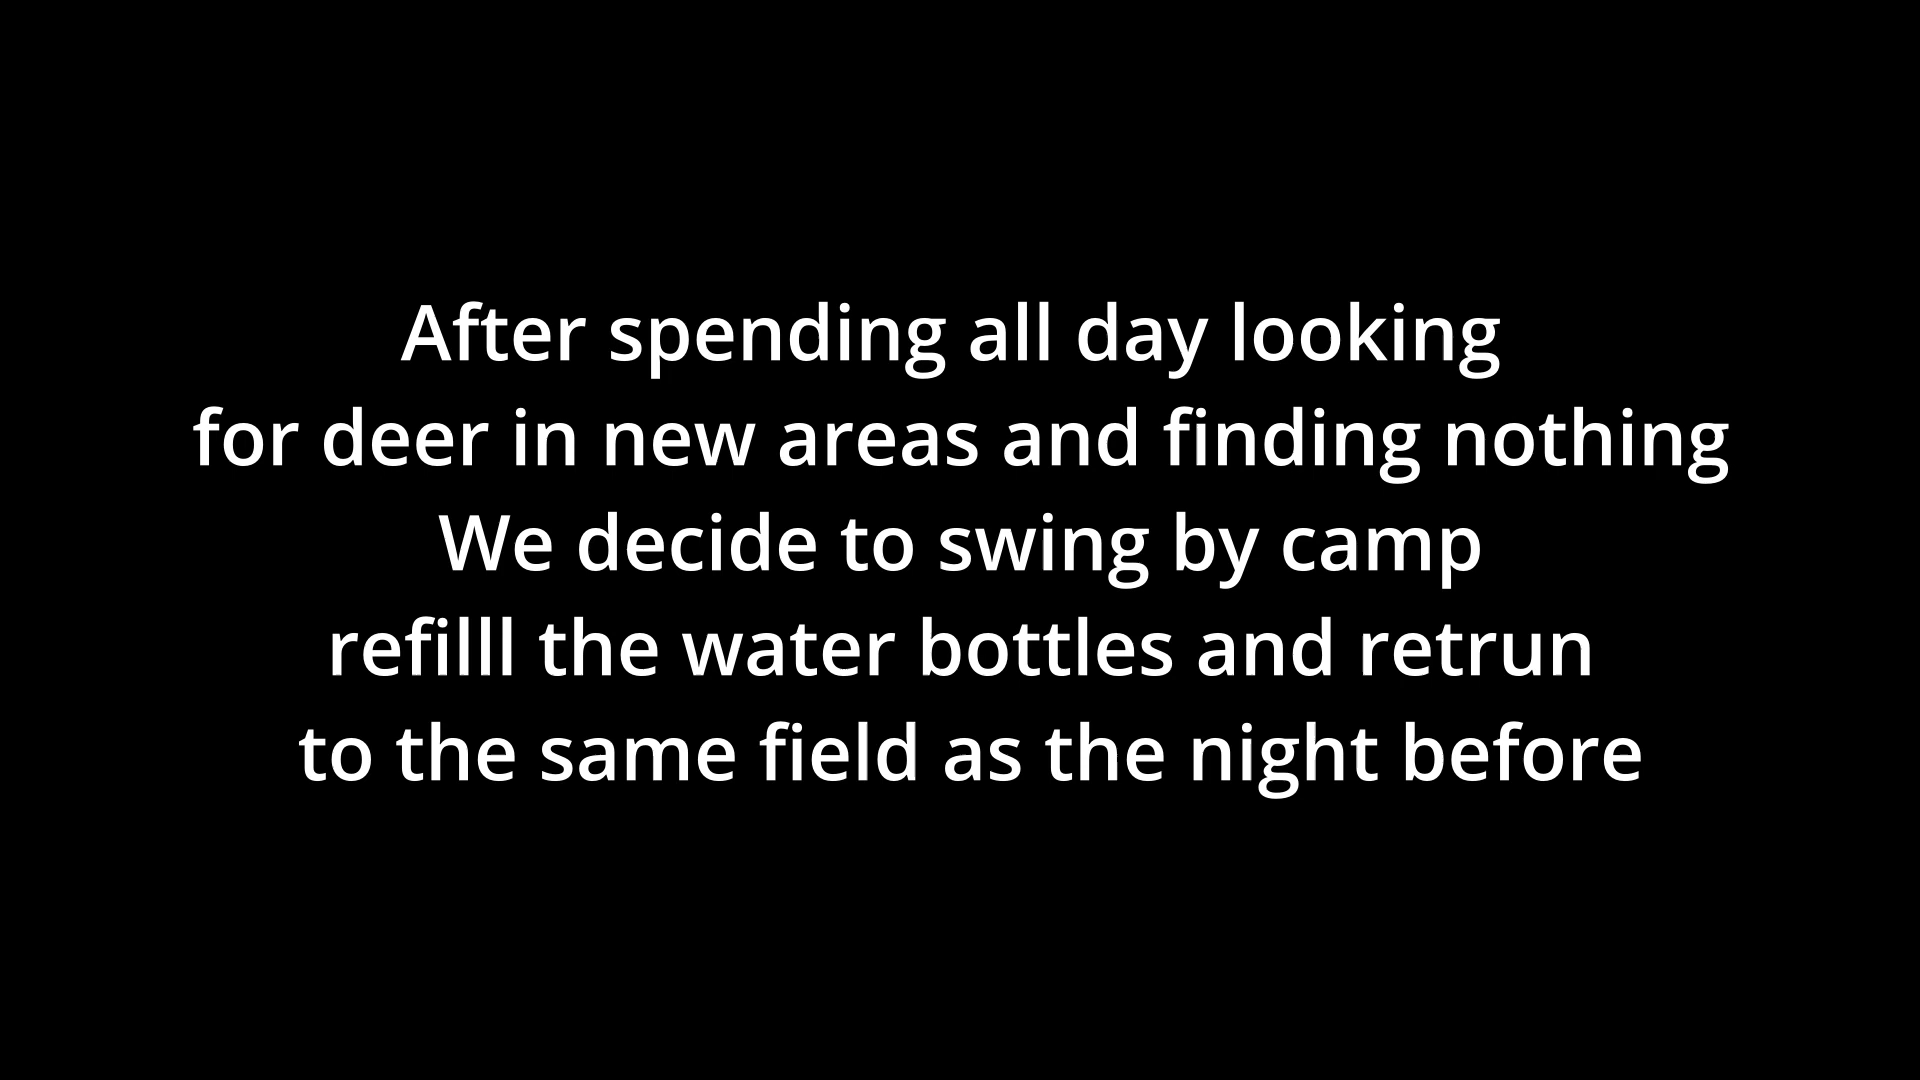 After spending all day looking
for deer in new areas and finding nothing
We decide to swing by camp
refilll the water bottles and retrun
to the same field as the night before